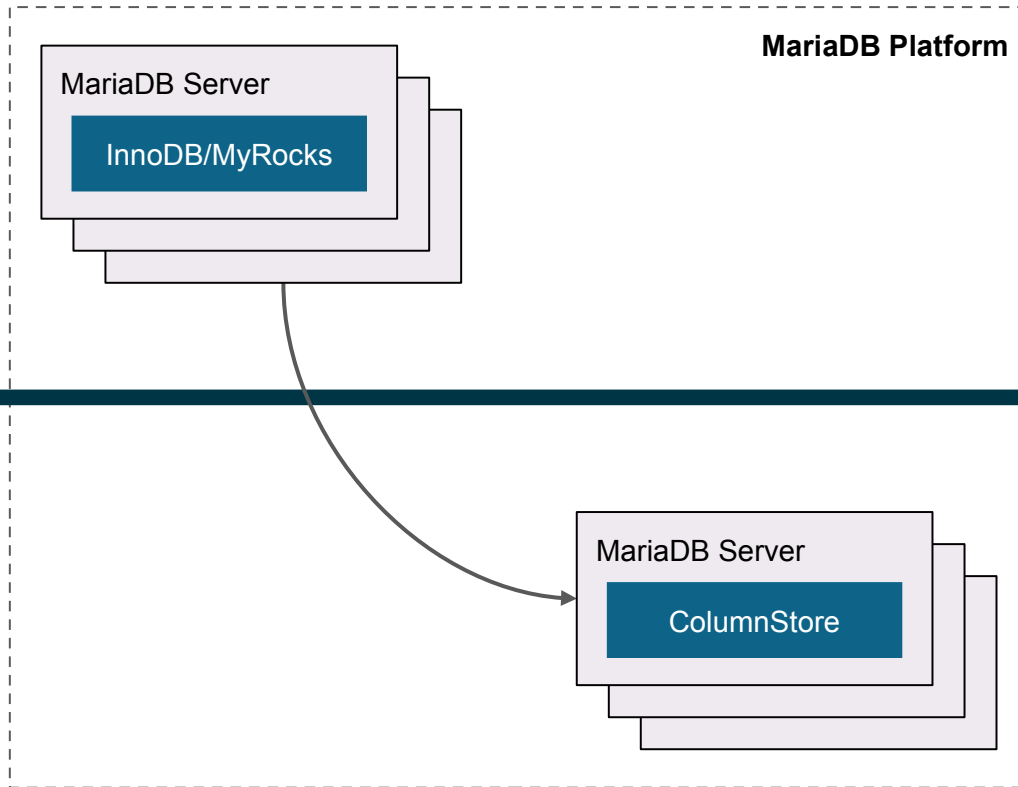 MariaDB Platform
MariaDB Server
InnoDB/MyRocks
MariaDB Server
ColumnStore